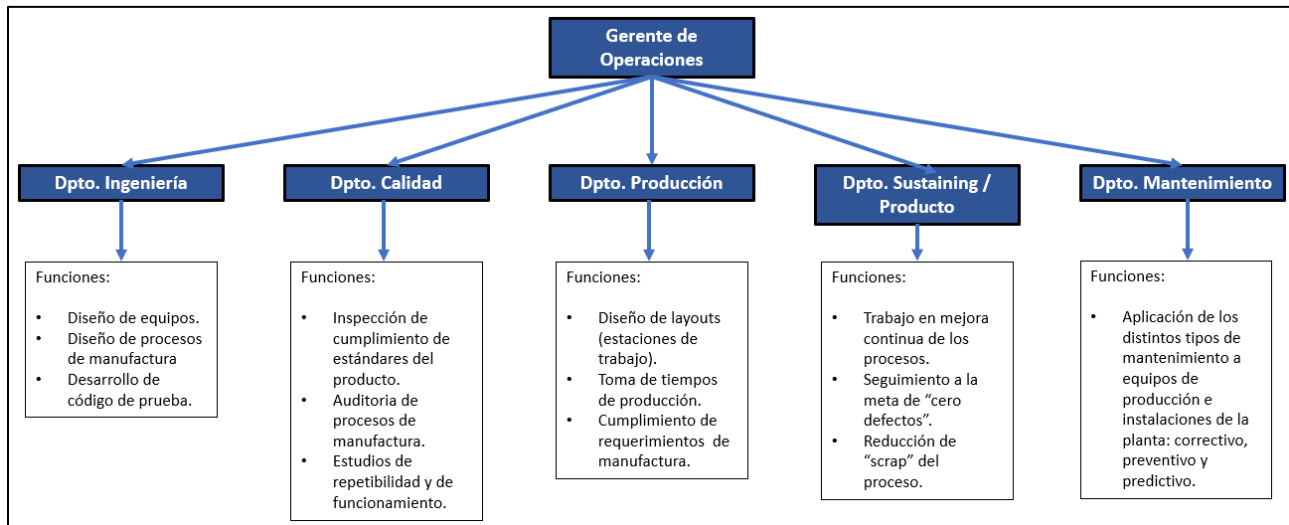 Gerente de
Operaciones
Dpto. Ingeniería
Dpto. Calidad
Dpto. Producción
Dpto. Sustaining /
Producto
Dpto. Mantenimiento
Funciones:
• Diseño de equipos.
• Diseño de procesos
de manufactura
• Desarrollo de
código de prueba.
Funciones:
• Inspección de
cumplimiento de
estándares del
producto.
• Auditoria de
procesos de
manufactura.
• Estudios de
repetibilidad y de
funcionamiento.
Funciones:
• Diseño de layouts
(estaciones de
trabajo).
• Toma de tiempos
de producción.
• Cumplimiento de
requerimientos de
manufactura.
Funciones:
• Trabajo en mejora
continua de los
procesos.
• Seguimiento a la
meta de “cero
defectos”.
• Reducción de
“scrap” del
proceso.
Funciones:
• Aplicación de los
distintos tipos de
mantenimiento a
equipos de
producción e
instalaciones de la
planta: correctivo,
preventivo y
predictivo.